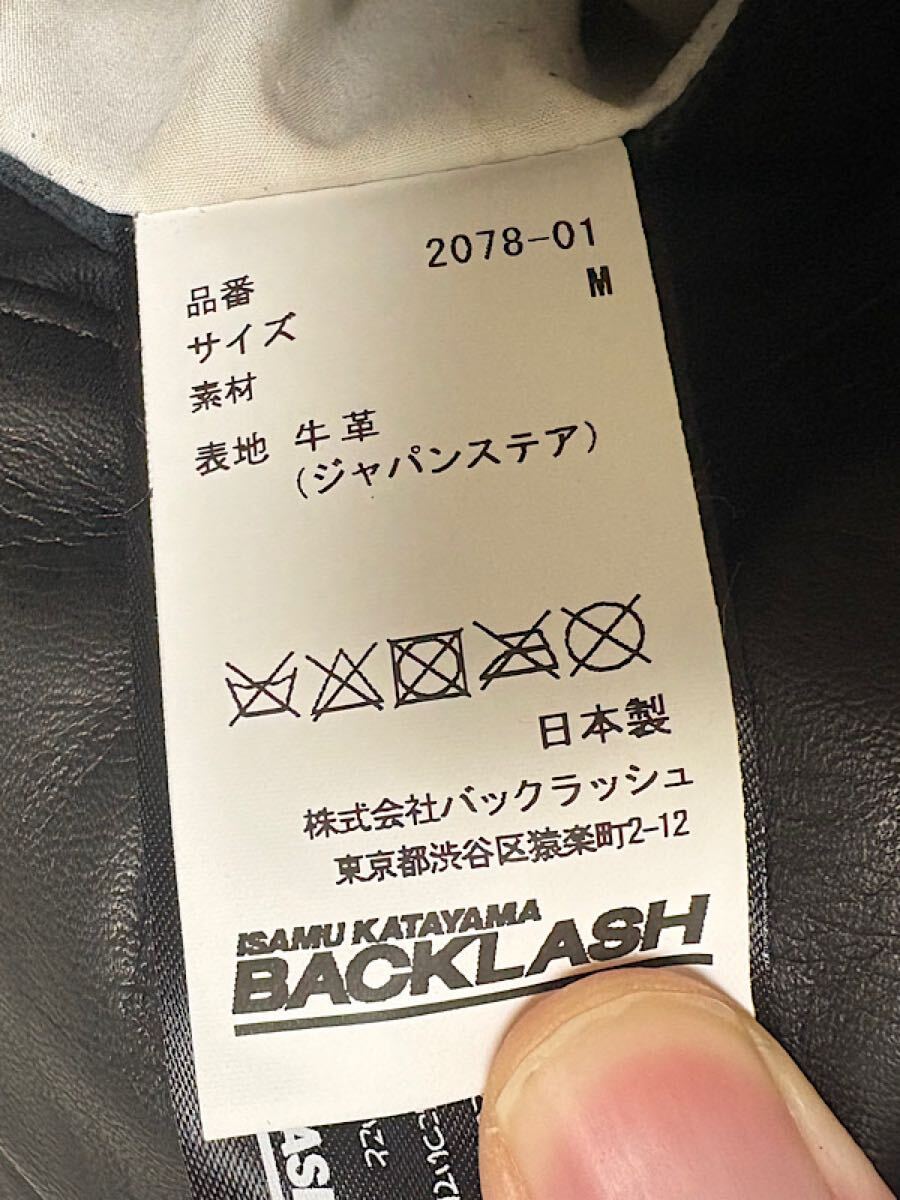 品番 2078-01
サイズ M
素材
表地 牛革
(ジャパンステア)
日本製
株式会社バックラッシュ
東京都渋谷区猿楽町2-12
ISAMU KATAYAMA
BACKLASH